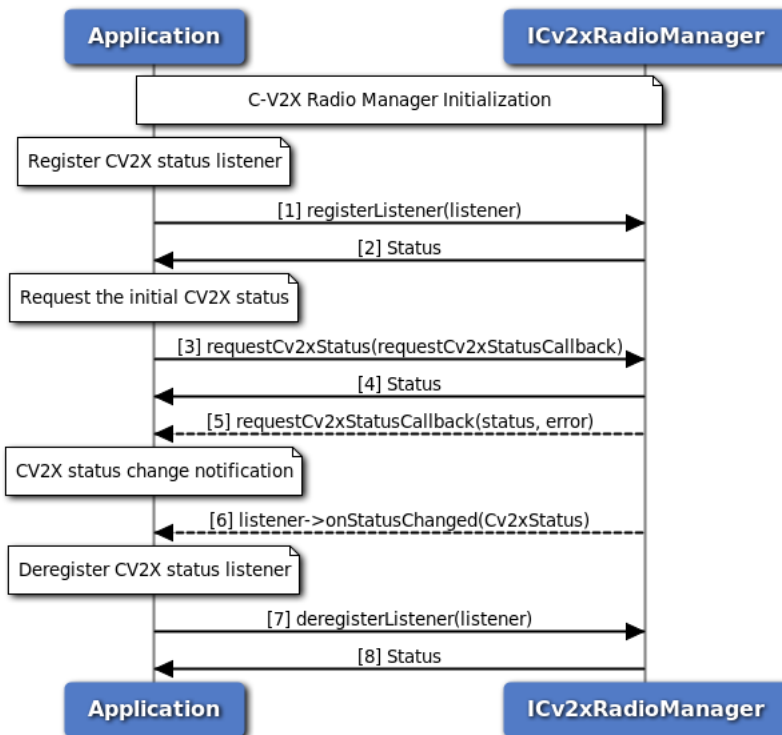 Application ICv2xRadioManager
C-V2X Radio Manager Initialization
Register CV2X status listener
[1] registerListener(listener)
[2] Status
Request the initial CV2X status
[3] requestCv2xStatus(requestCv2xStatusCallback)
[4] Status
[5] requestCv2xStatusCallback(status, error)
CV2X status change notification
[6] listener->onStatusChanged(Cv2xStatus)
Deregister CV2X status listener
[7] deregisterListener(listener)
[8] Status
Application ICv2xRadioManager